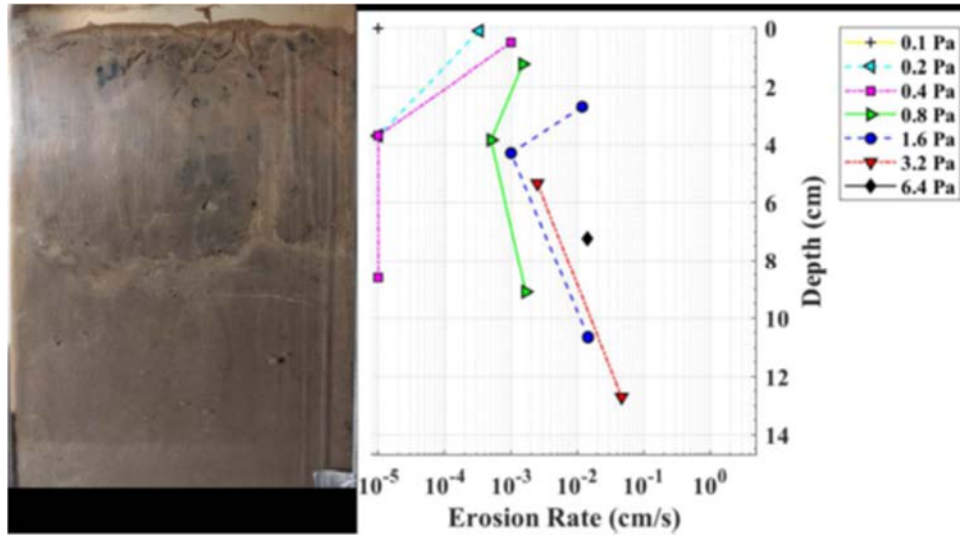 0
2
4
6
8
10
12
14
Depth (cm)
10-5
10-4
10-3
10-2
10-1
100
Erosion Rate (cm/s)
0.1 Pa
0.2 Pa
0.4 Pa
0.8 Pa
1.6 Pa
3.2 Pa
6.4 Pa